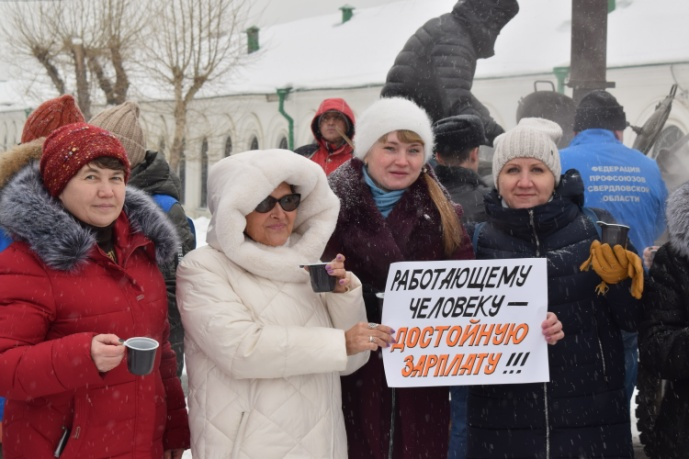 РАБОТАЮЩЕМУ
ЧЕЛОВЕКУ —
ДОСТОЙНУЮ
ЗАРПЛАТУ !!!
ФЕДЕРАЦИЯ
ПРОФСОЮЗОВ
СВЕРДЛОВСКОЙ
ОБЛАСТИ